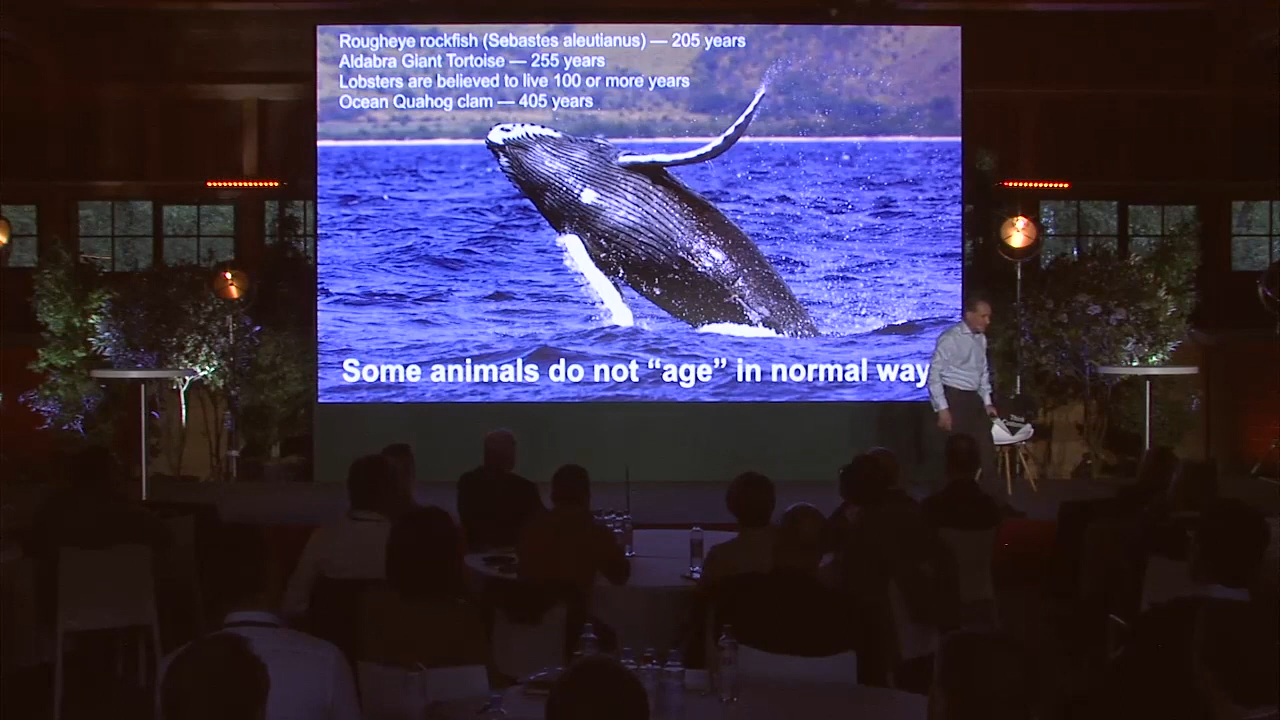 Rougheye rockfish (Sebastes aleutianus) — 205 years
Aldabra Giant Tortoise — 255 years
Lobsters are believed to live 100 or more years
Ocean Quahog clam — 405 years
Some animals do not “age” in normal way